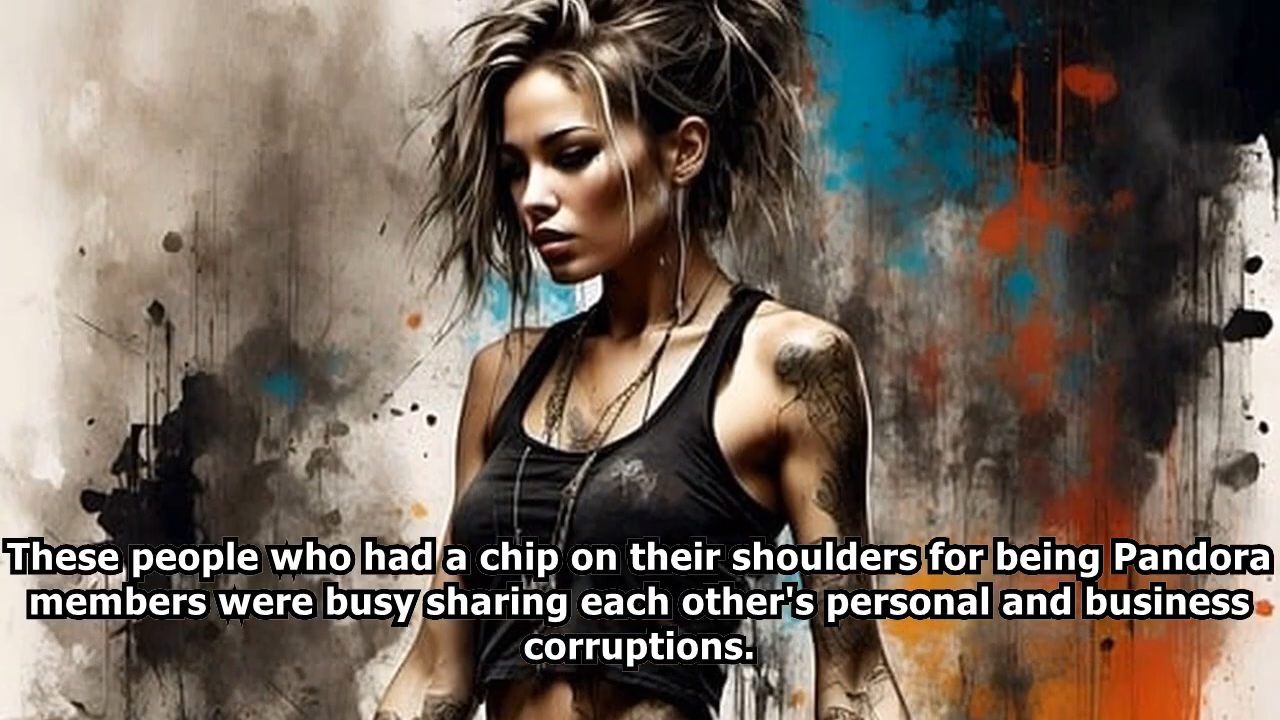 These people who had a chip on their shoulders for being Pandora
members were busy sharing each other's personal and business
corruptions.